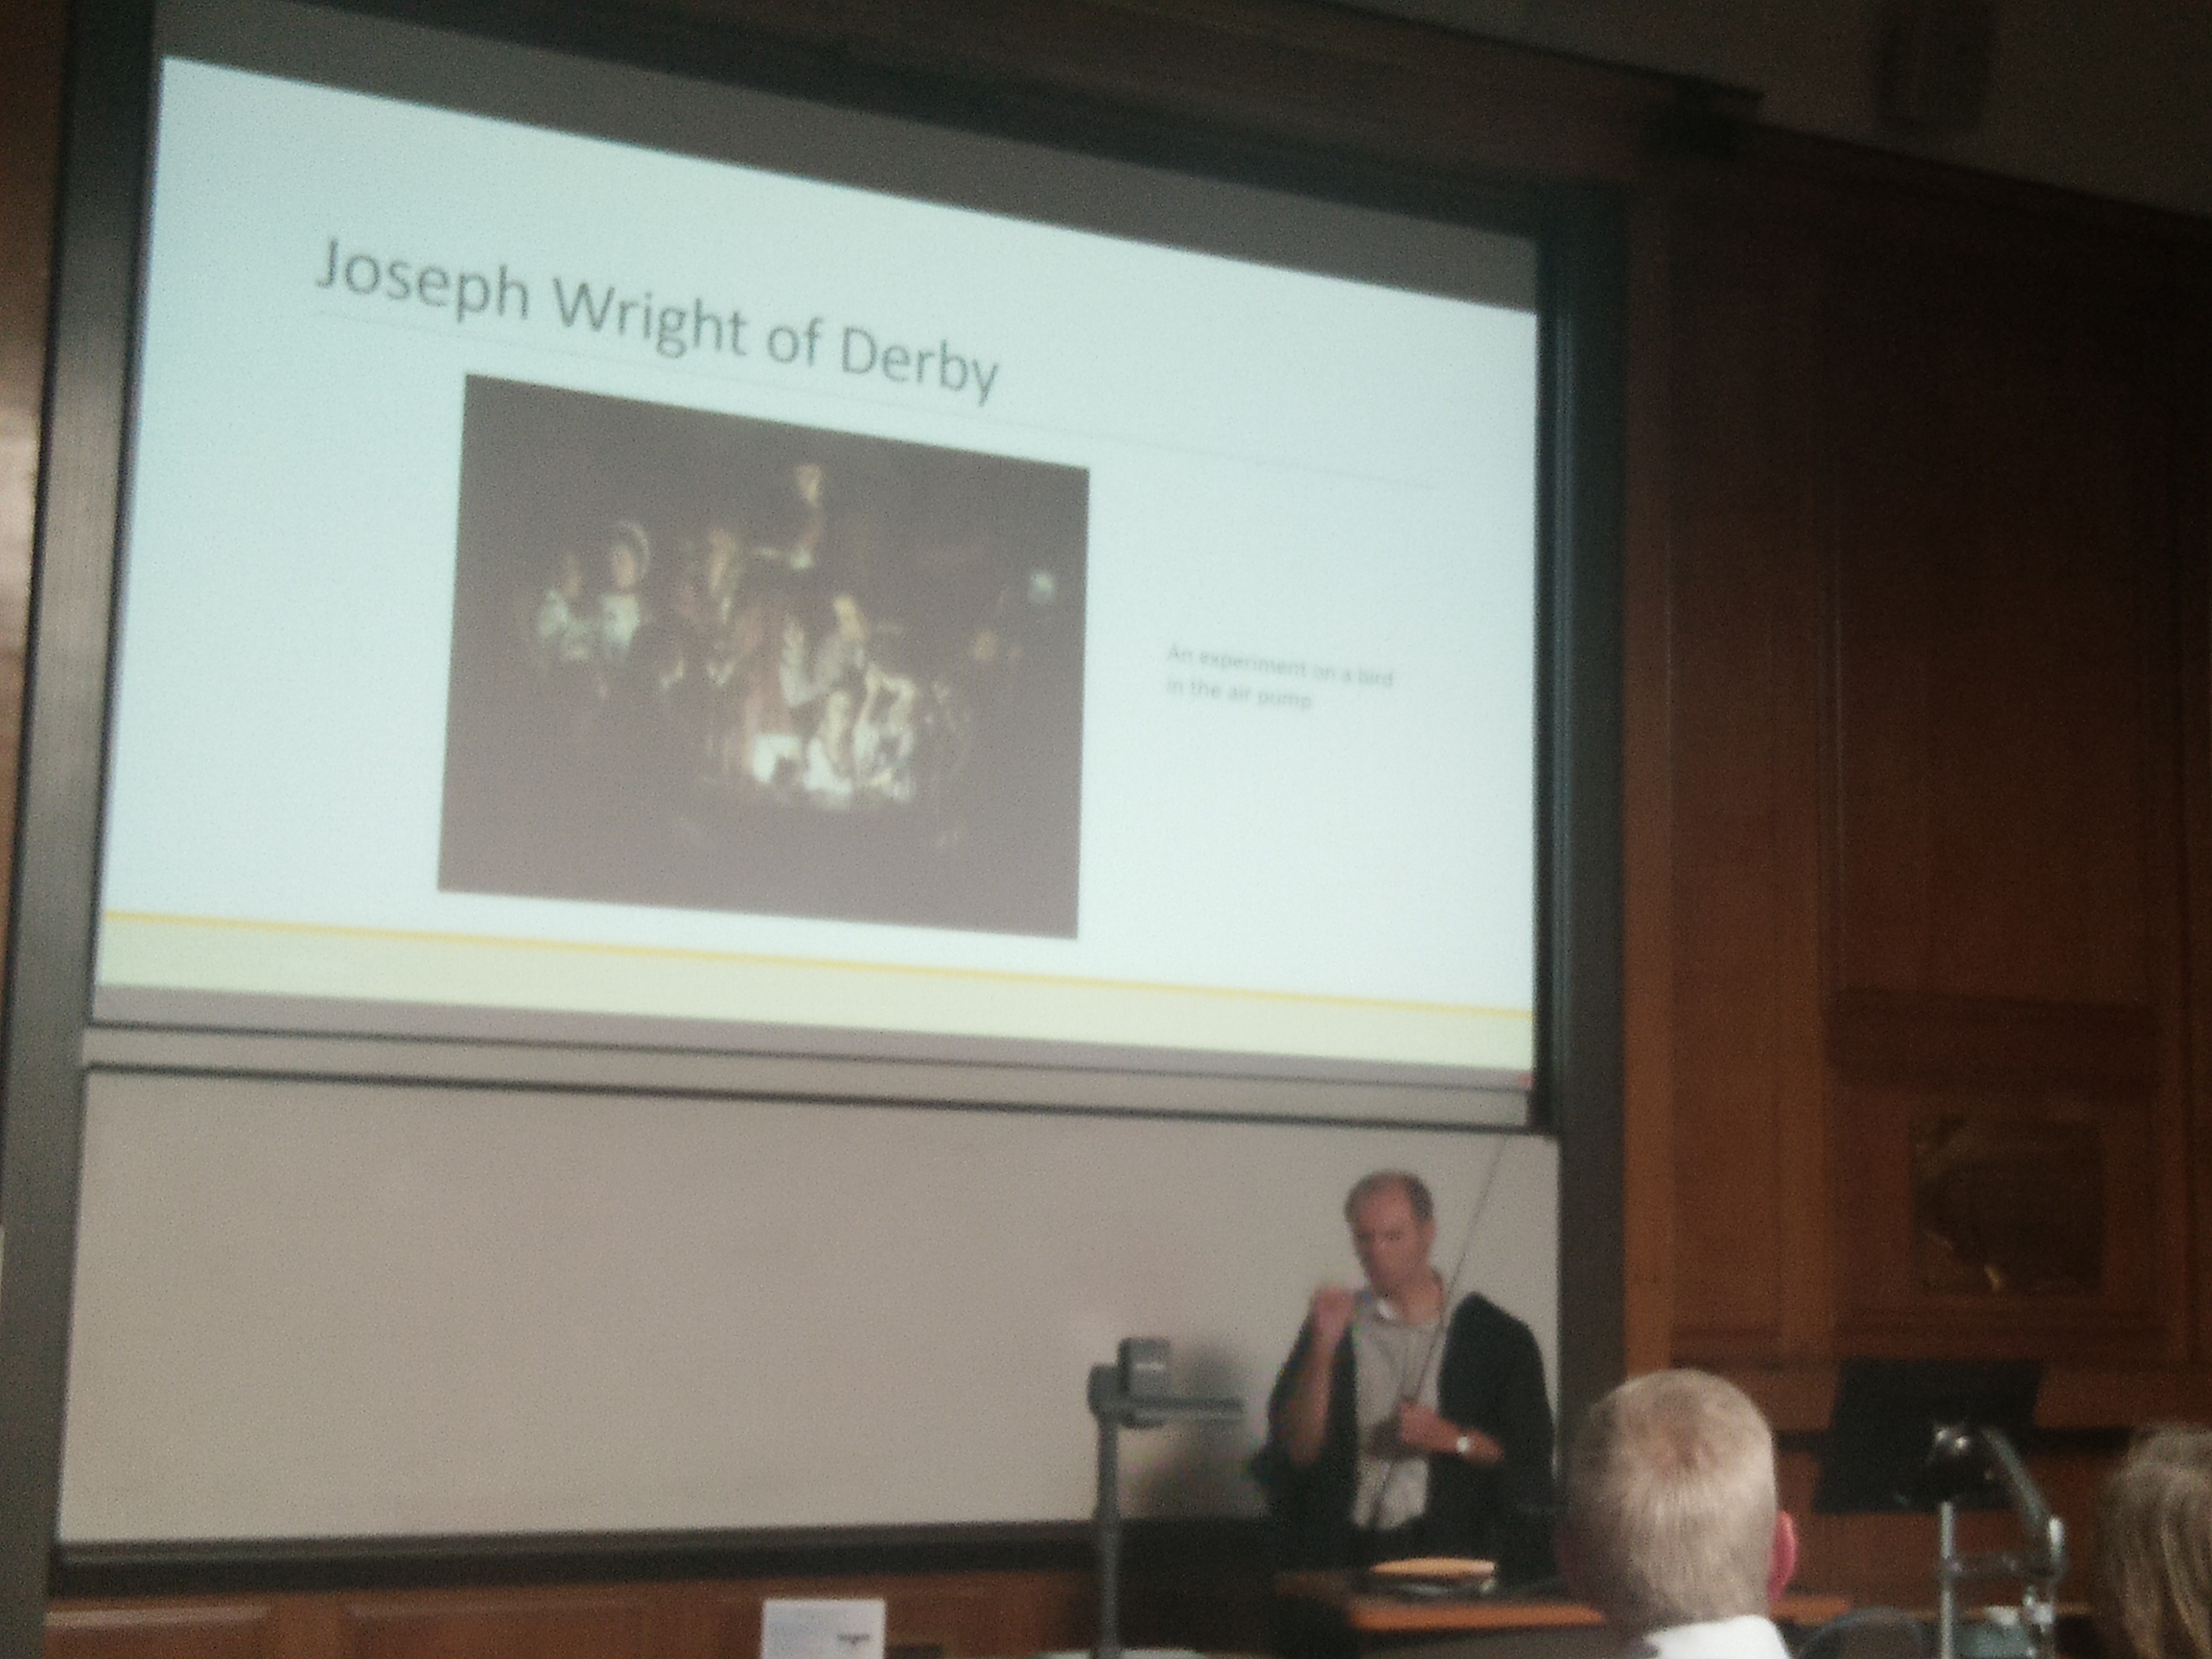 Joseph Wright of Derby
An experiment on a bird
in the air pump